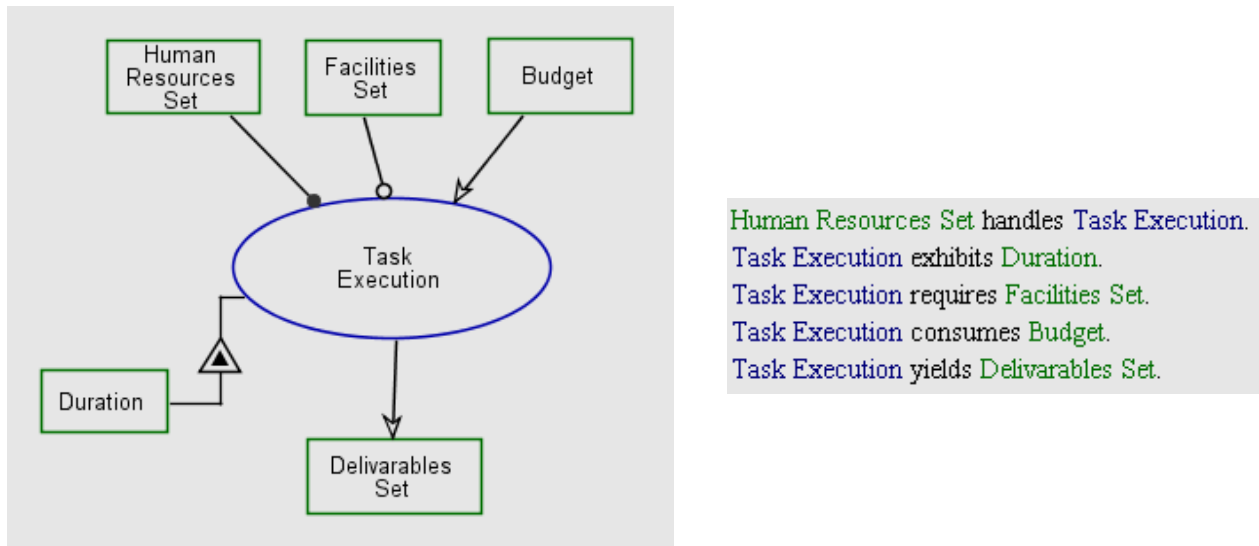 Human
Resources
Set
Facilities
Set
Budget
Task
Execution
Duration
Delivarables
Set
Human Resources Set handles Task Execution.
Task Execution exhibits Duration.
Task Execution requires Facilities Set.
Task Execution consumes Budget.
Task Execution yields Delivarables Set.